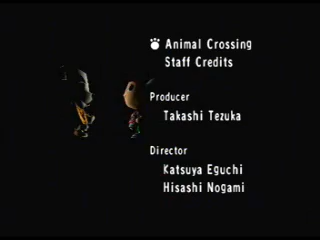 Animal Crossing
Staff Credits
Producer
Takashi Tezuka
Director
Katsuya Eguchi
Hisashi Nogami